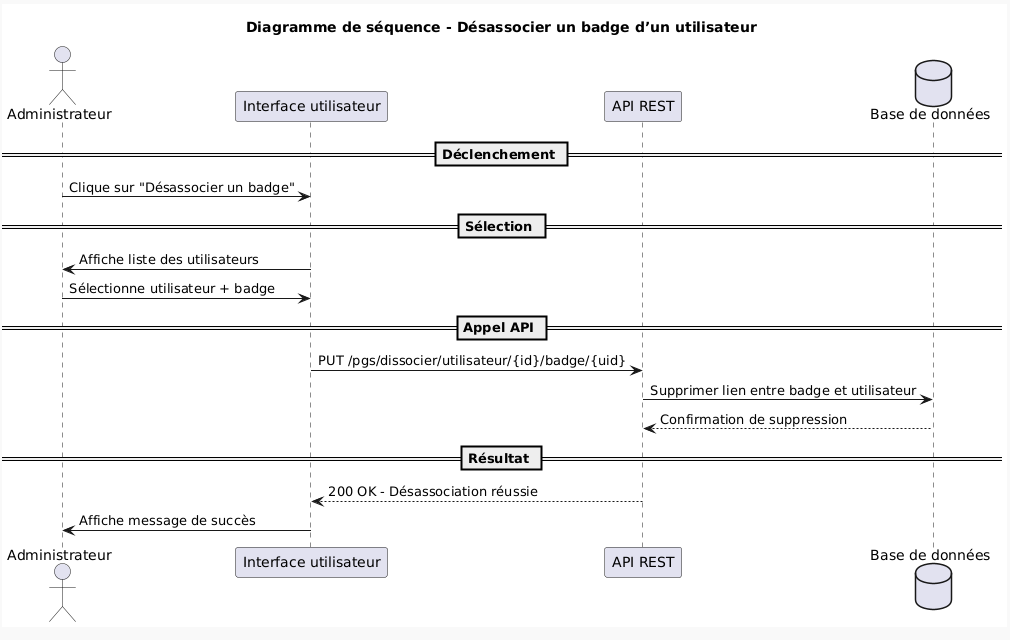 Diagramme de séquence - Désassocier un badge d’un utilisateur
Administrateur
Interface utilisateur
API REST
Base de données
Déclenchement
Clique sur "Désassocier un badge"
Sélection
Affiche liste des utilisateurs
Sélectionne utilisateur + badge
Appel API
PUT /pgs/dissocier/utilisateur/{id}/badge/{uid}
Supprimer lien entre badge et utilisateur
Confirmation de suppression
Résultat
200 OK - Désassociation réussie
Affiche message de succès
Administrateur
Interface utilisateur
API REST
Base de données